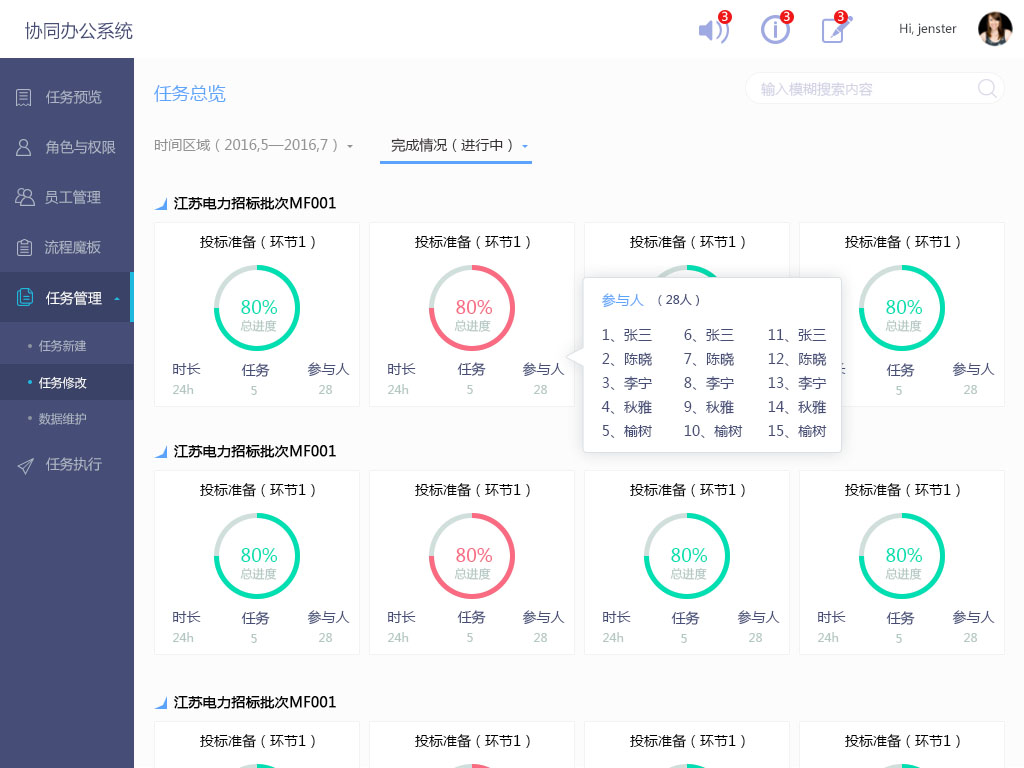 协同办公系统
3
3
3
Hi, jenster
任务预览
角色与权限
员工管理
流程魔板
任务管理
任务新建
任务修改
数据维护
任务执行
任务总览
输入模糊搜索内容
时间区域（2016,5—2016,7） 完成情况（进行中）
江苏电力招标批次MF001
投标准备（环节1） 投标准备（环节1） 投标准备（环节1） 投标准备（环节1）
80% 80% 80%
总进度 总进度 总进度
时长 任务 参与人 时长 任务 参与人 任务 参与人
24h 5 28 24h 5 28 5 28
参与人 （28人）
1、张三 6、张三 11、张三
2、陈晓 7、陈晓 12、陈晓
3、李宁 8、李宁 13、李宁
4、秋雅 9、秋雅 14、秋雅
5、榆树 10、榆树 15、榆树
江苏电力招标批次MF001
投标准备（环节1） 投标准备（环节1） 投标准备（环节1） 投标准备（环节1）
80% 80% 80% 80%
总进度 总进度 总进度 总进度
时长 任务 参与人 时长 任务 参与人 时长 任务 参与人 时长 任务 参与人
24h 5 28 24h 5 28 24h 5 28 24h 5 28
江苏电力招标批次MF001
投标准备（环节1） 投标准备（环节1） 投标准备（环节1） 投标准备（环节1）